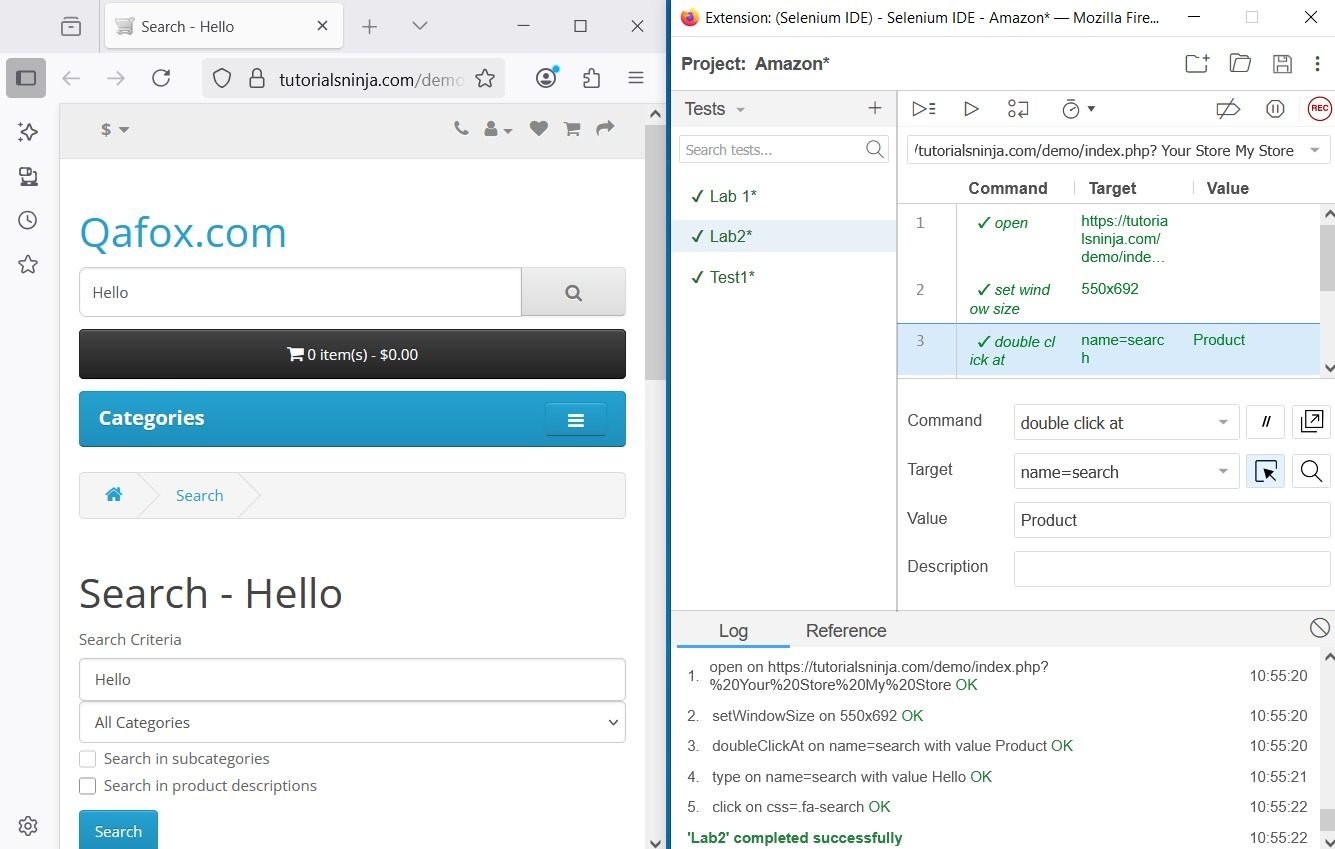 Search - Hello
tutorialsninja.com/demo
$
Qafox.com
Hello
0 item(s) - $0.00
Categories
Search
Search - Hello
Search Criteria
Hello
All Categories
Search in subcategories
Search in product descriptions
Search
Extension: (Selenium IDE) - Selenium IDE - Amazon* — Mozilla Fire...
Project: Amazon*
Tests
Search tests...
✓ Lab 1*
✓ Lab2*
✓ Test1*
REC
/tutorialsninja.com/demo/index.php? Your Store My Store
Command Target Value
1 ✓ open https://tutoria
lsninja.com/
demo/inde…
2 ✓ set wind 550x692
ow size
3 ✓ double cl name=searc Product
ick at h
Command double click at //
Target name=search
Value Product
Description
Log Reference
1. open on https://tutorialsninja.com/demo/index.php?
%20Your%20Store%20My%20Store OK 10:55:20
2. setWindowSize on 550x692 OK 10:55:20
3. doubleClickAt on name=search with value Product OK 10:55:20
4. type on name=search with value Hello OK 10:55:21
5. click on css=.fa-search OK 10:55:22
'Lab2' completed successfully 10:55:22